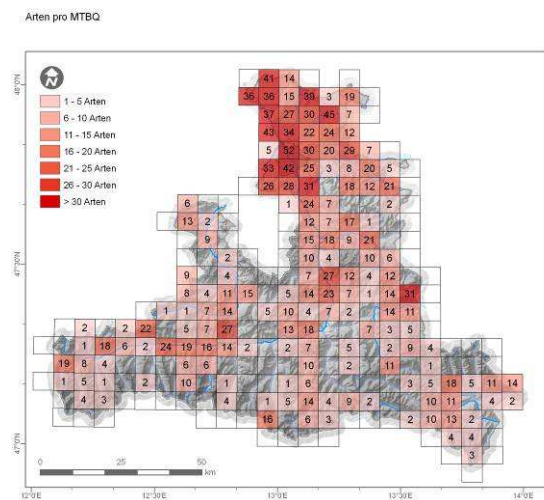 Arten pro MTBQ
48°0'N
N
41 14
36 36 15 39 3 19
1 - 5 Arten 37 27 30 45 7
6 - 10 Arten 43 34 22 24 12
11 - 15 Arten 5 52 30 20 29 7
16 - 20 Arten 53 42 25 3 8 20 5
21 - 25 Arten 26 28 31 18 12 21
26 - 30 Arten 6 1 24 7 2
> 30 Arten 13 2 12 7 17 1
9 15 18 9 21
47°30'N
2 10 4 10 6
9 4 7 27 12 4 12
8 4 11 15 5 14 23 7 1 14 31
1 1 7 14 5 10 4 7 2 14 11
2 2 22 5 7 27 13 18 7 3 5
1 18 6 2 24 19 16 14 2 2 7 5 2 9 4
19 8 4 6 6 10 2 11 1
1 5 1 2 10 1 1 6 3 5 18 5 11 14
4 3 4 1 5 14 4 9 2 10 11 4 2
16 6 3 2 10 13 2
47°0'N
4 4
3
0 25 50
km
12°0'E 12°30'E 13°0'E 13°30'E 14°0'E